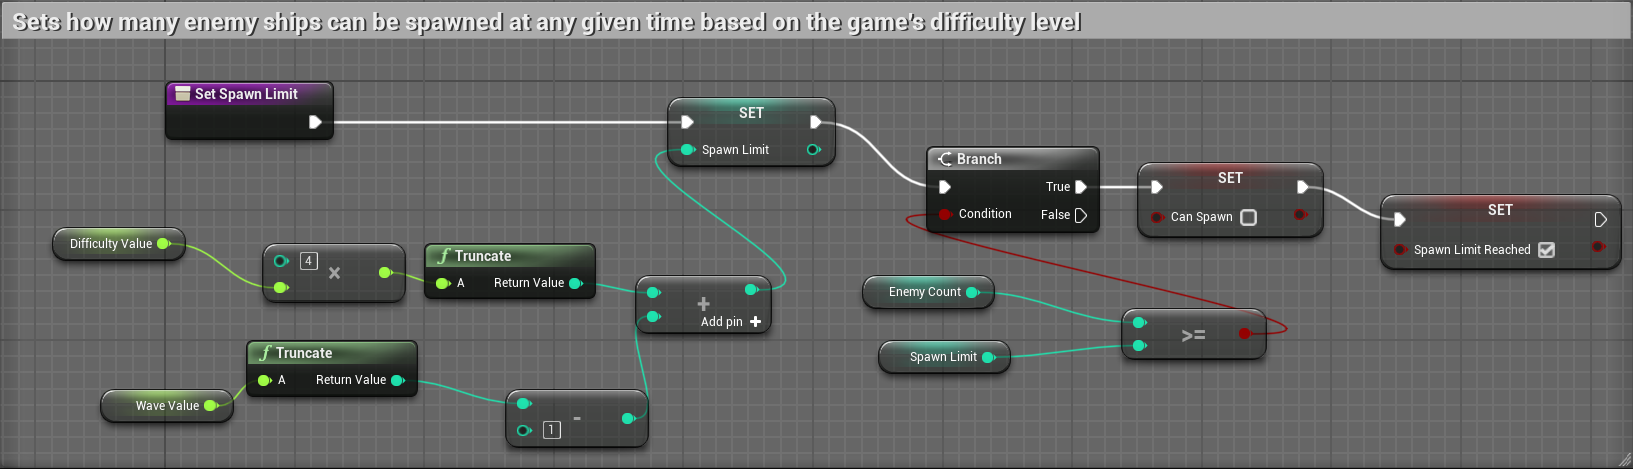 Sets how many enemy ships can be spawned at any given time based on the game's difficulty level
Set Spawn Limit
SET
Spawn Limit
Branch
True
Condition
False
SET
Can Spawn
SET
Spawn Limit Reached
Difficulty Value
4
×
f Truncate
A Return Value
+
Add pin +
Enemy Count
Spawn Limit
>=
f Truncate
A Return Value
Wave Value
-
1